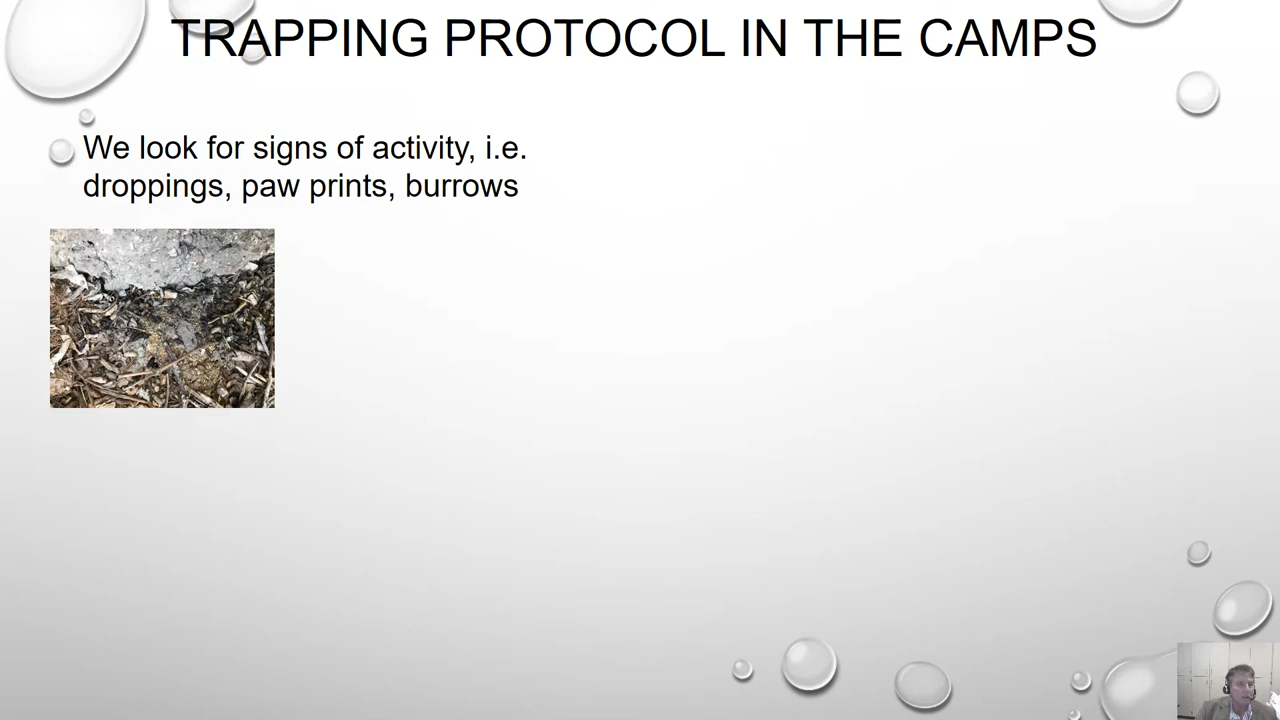 TRAPPING PROTOCOL IN THE CAMPS
We look for signs of activity, i.e.
droppings, paw prints, burrows